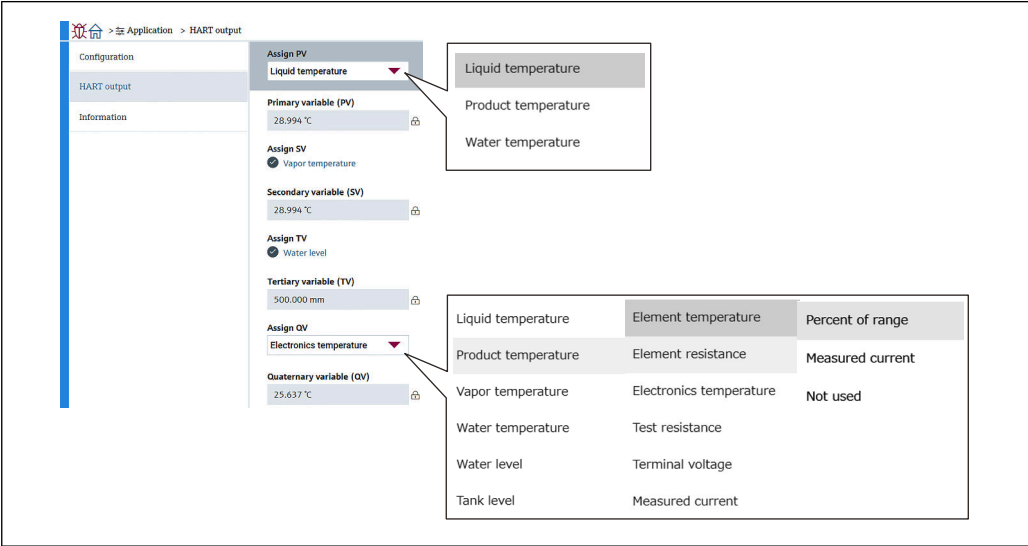 > Application > HART output
Configuration
HART output
Information
Assign PV
Liquid temperature
Primary variable (PV)
28.994 °C
Assign SV
Vapor temperature
Secondary variable (SV)
28.994 °C
Assign TV
Water level
Tertiary variable (TV)
500.000 mm
Assign QV
Electronics temperature
Quaternary variable (QV)
25.637 °C
Liquid temperature
Product temperature
Water temperature
Liquid temperature
Product temperature
Vapor temperature
Water temperature
Water level
Tank level
Element temperature
Element resistance
Electronics temperature
Test resistance
Terminal voltage
Measured current
Percent of range
Measured current
Not used